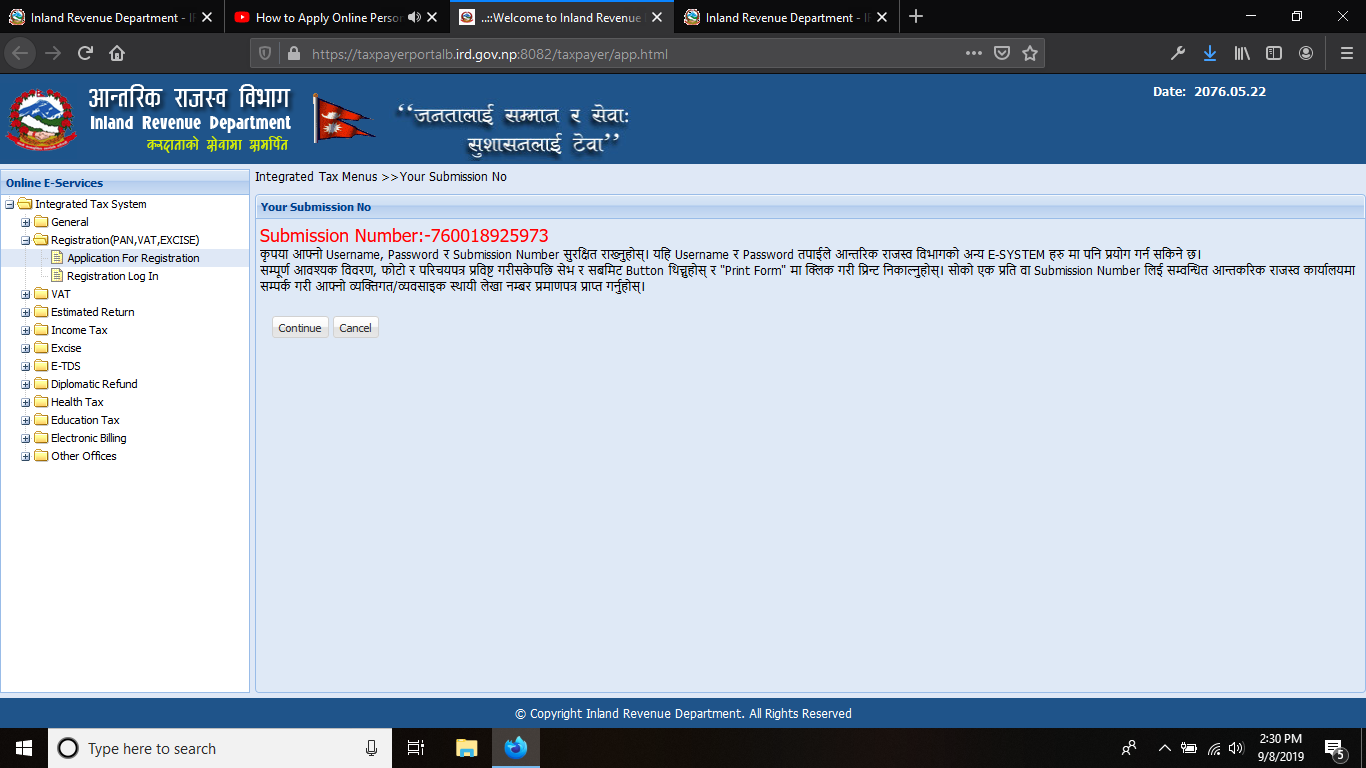 Inland Revenue Department - I
How to Apply Online Person
..::Welcome to Inland Revenue
Inland Revenue Department - I
https://taxpayerportalb.ird.gov.np:8082/taxpayer/app.html
आन्तरिक राजस्व विभाग
Inland Revenue Department
करदाताको सेवामा समर्पित
“जनतालाई सम्मान र सेवाः
सुशासनलाई टेवा”
Date: 2076.05.22
Online E-Services
Integrated Tax System
General
Registration(PAN,VAT,EXCISE)
Application For Registration
Registration Log In
VAT
Estimated Return
Income Tax
Excise
E-TDS
Diplomatic Refund
Health Tax
Education Tax
Electronic Billing
Other Offices
Integrated Tax Menus >>Your Submission No
Your Submission No
Submission Number:-760018925973
कृपया आफ्नो Username, Password र Submission Number सुरक्षित राख्नुहोस्। यहि Username र Password तपाईले आन्तरिक राजस्व विभागको अन्य E-SYSTEM हरु मा पनि प्रयोग गर्न सकिने छ।
सम्पूर्ण आवश्यक विवरण, फोटो र परिचयपत्र प्रविष्ट गरीसकेपछि सेभ र सबमिट Button थिच्नुहोस् र "Print Form" मा क्लिक गरी प्रिन्ट निकाल्नुहोस्। सोको एक प्रति वा Submission Number लिई सम्वन्धित आन्तकरिक राजस्व कार्यालयमा
सम्पर्क गरी आफ्नो व्यक्तिगत/व्यवसाइक स्थायी लेखा नम्बर प्रमाणपत्र प्राप्त गर्नुहोस्।
Continue Cancel
© Copyright Inland Revenue Department. All Rights Reserved
Type here to search
2:30 PM
9/8/2019
5